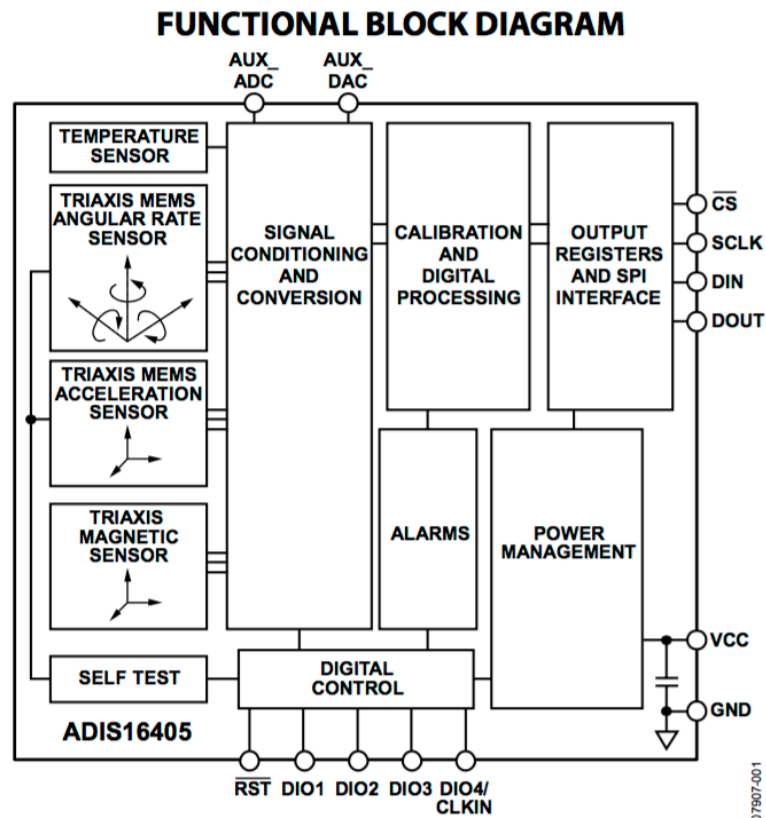 FUNCTIONAL BLOCK DIAGRAM
AUX_
ADC
AUX_
DAC
TEMPERATURE
SENSOR
TRIAXIS MEMS
ANGULAR RATE
SENSOR
TRIAXIS MEMS
ACCELERATION
SENSOR
TRIAXIS
MAGNETIC
SENSOR
SELF TEST
SIGNAL
CONDITIONING
AND
CONVERSION
CALIBRATION
AND
DIGITAL
PROCESSING
OUTPUT
REGISTERS
AND SPI
INTERFACE
C̅S̅
SCLK
DIN
DOUT
ALARMS
POWER
MANAGEMENT
DIGITAL
CONTROL
VCC
GND
ADIS16405
R̅S̅T̅
DIO1
DIO2
DIO3
DIO4/
CLKIN
07907-001